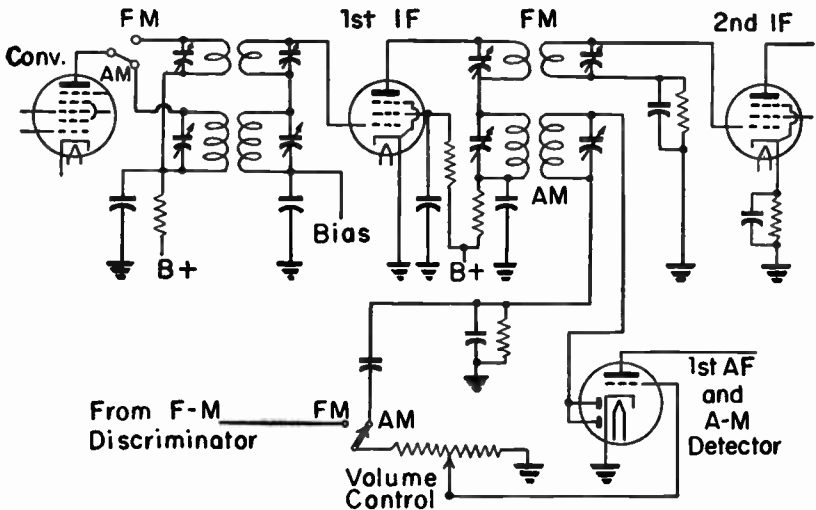 FM
1st IF
FM
2nd IF
Conv.
AM
AM
Bias
B+
B+
1st AF
and
A-M
Detector
From F-M
Discriminator
FM
AM
Volume
Control